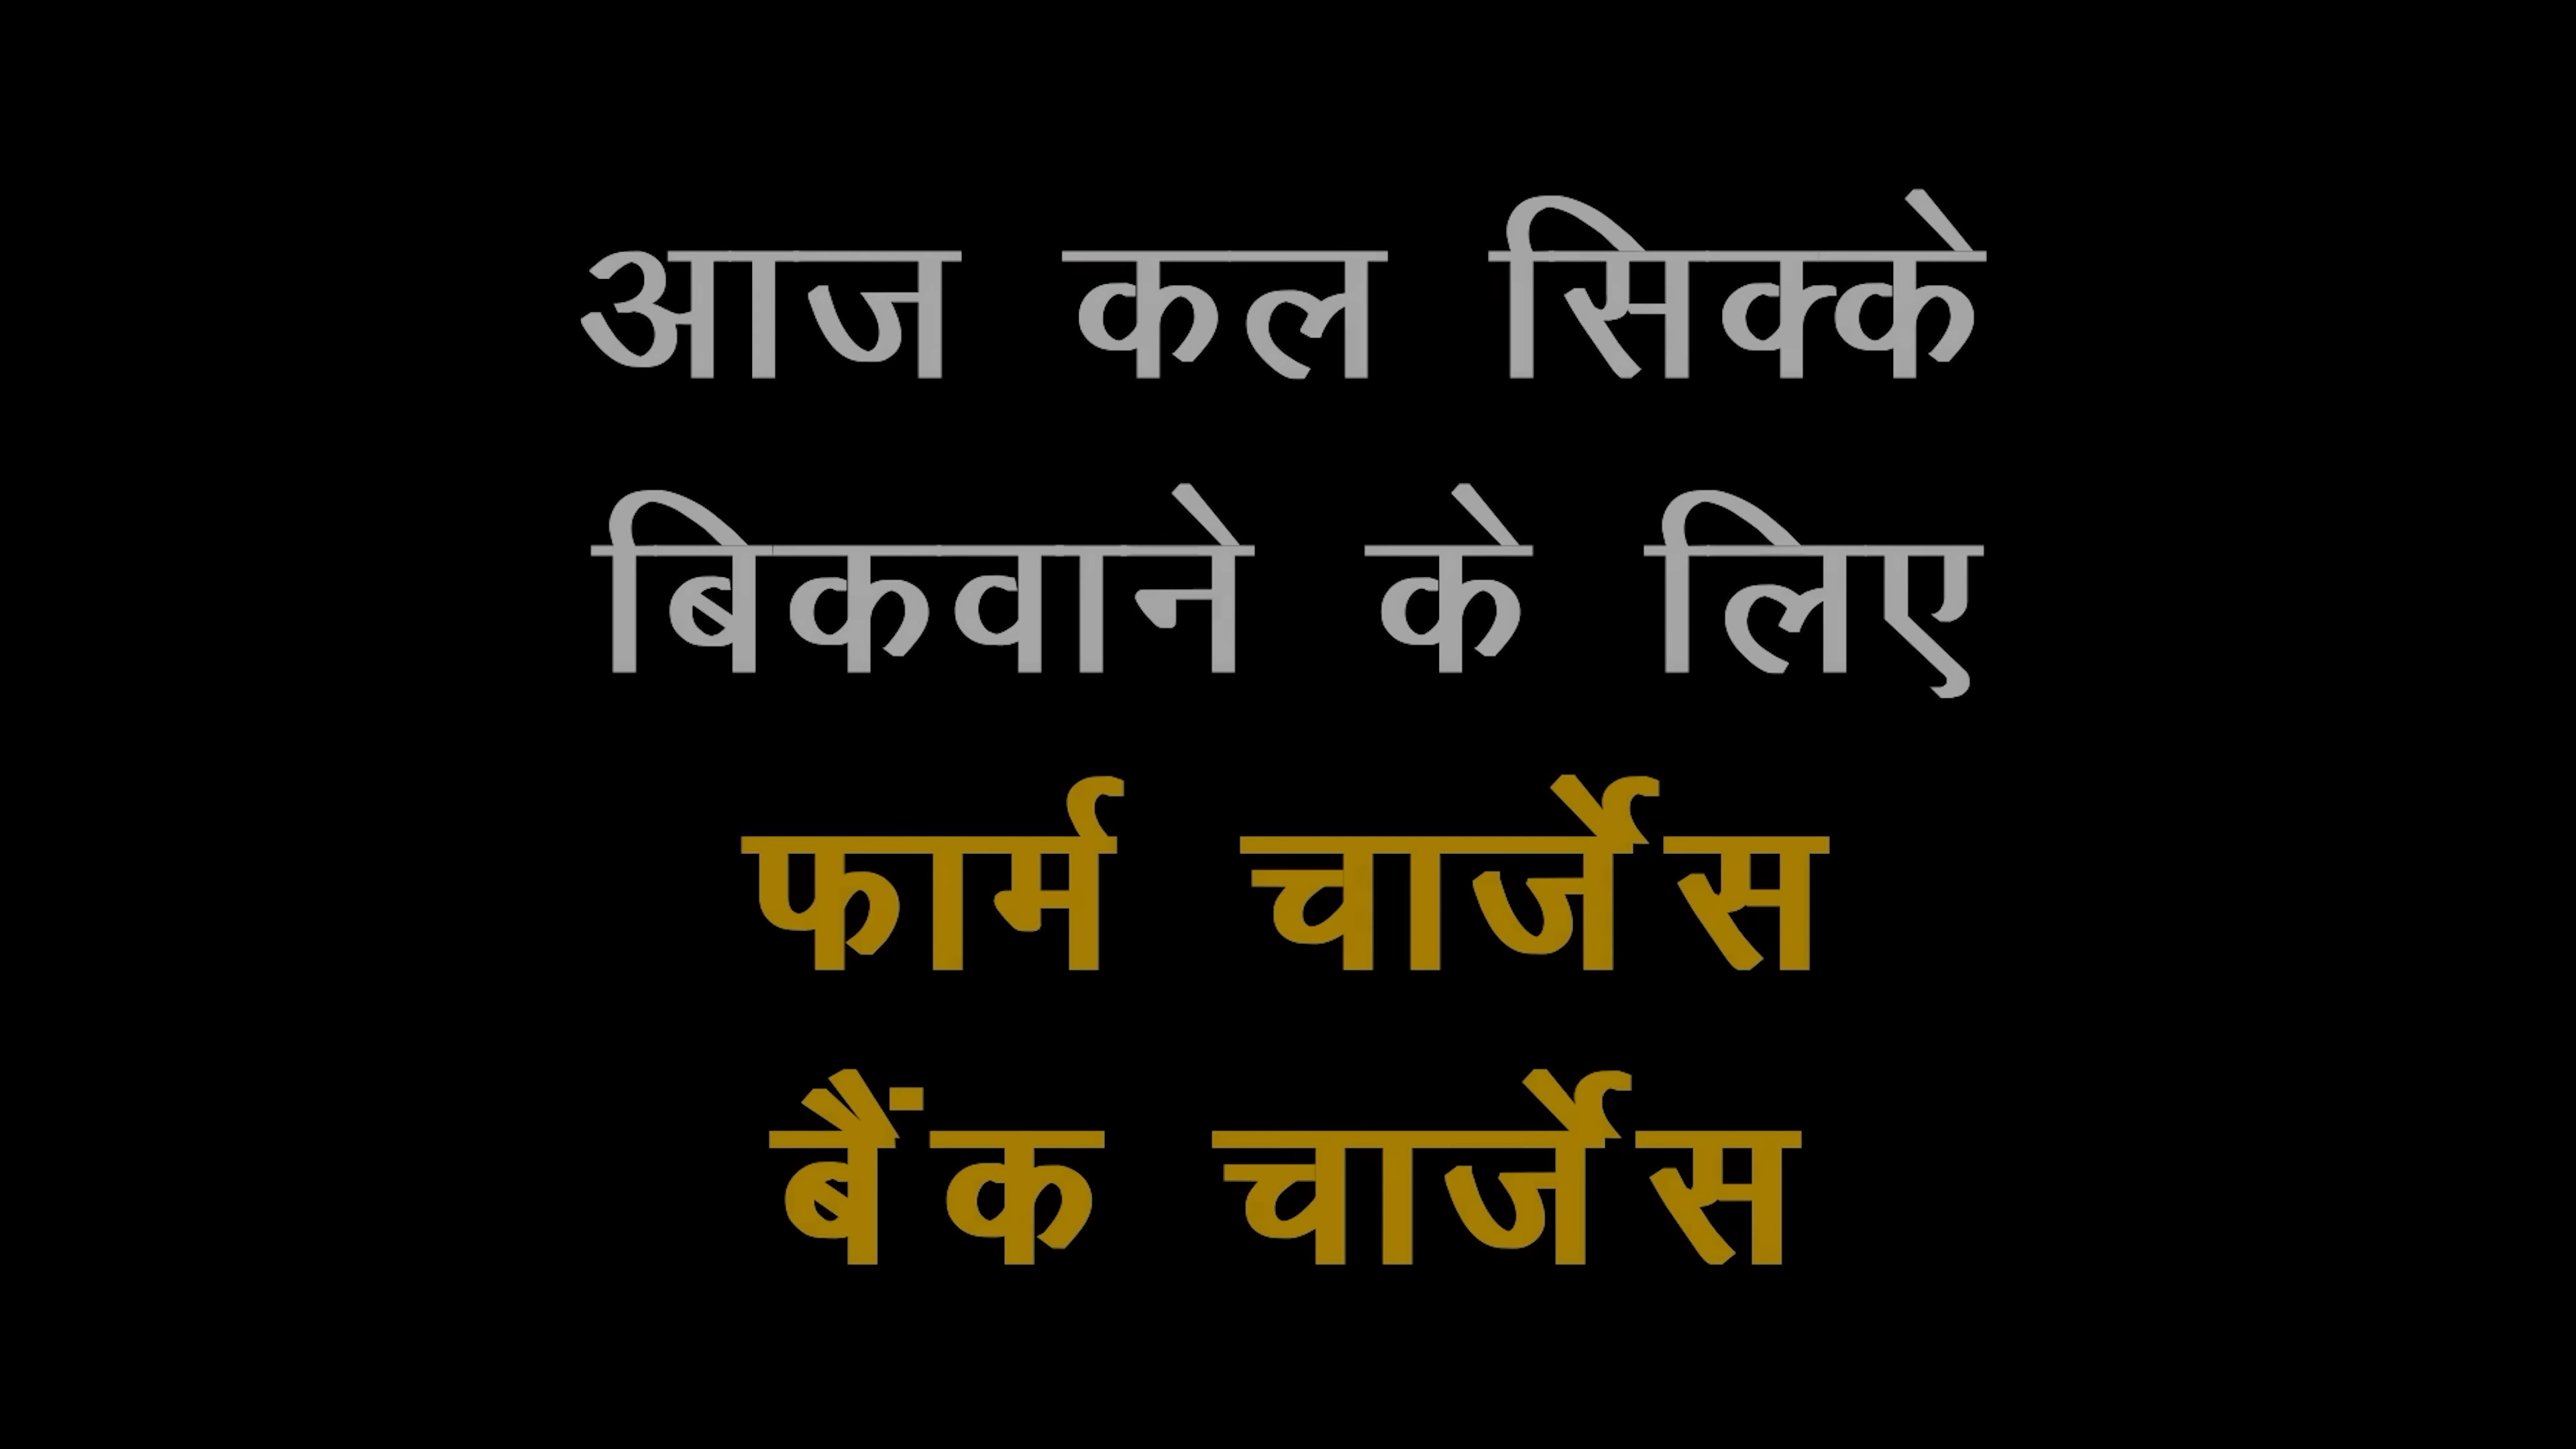 आज कल सिक्के
बिकवाने के लिए
फार्म चार्जेस
बैंक चार्जेस